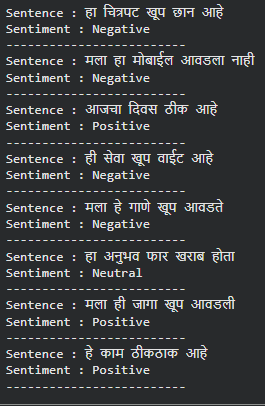 Sentence : हा चित्रपट खूप छान आहे
Sentiment : Negative
-------------------------
Sentence : मला हा मोबाईल आवडला नाही
Sentiment : Negative
-------------------------
Sentence : आजचा दिवस ठीक आहे
Sentiment : Positive
-------------------------
Sentence : ही सेवा खूप वाईट आहे
Sentiment : Negative
-------------------------
Sentence : मला हे गाणे खूप आवडते
Sentiment : Negative
-------------------------
Sentence : हा अनुभव फार खराब होता
Sentiment : Neutral
-------------------------
Sentence : मला ही जागा खूप आवडली
Sentiment : Positive
-------------------------
Sentence : हे काम ठीकठाक आहे
Sentiment : Positive
-------------------------